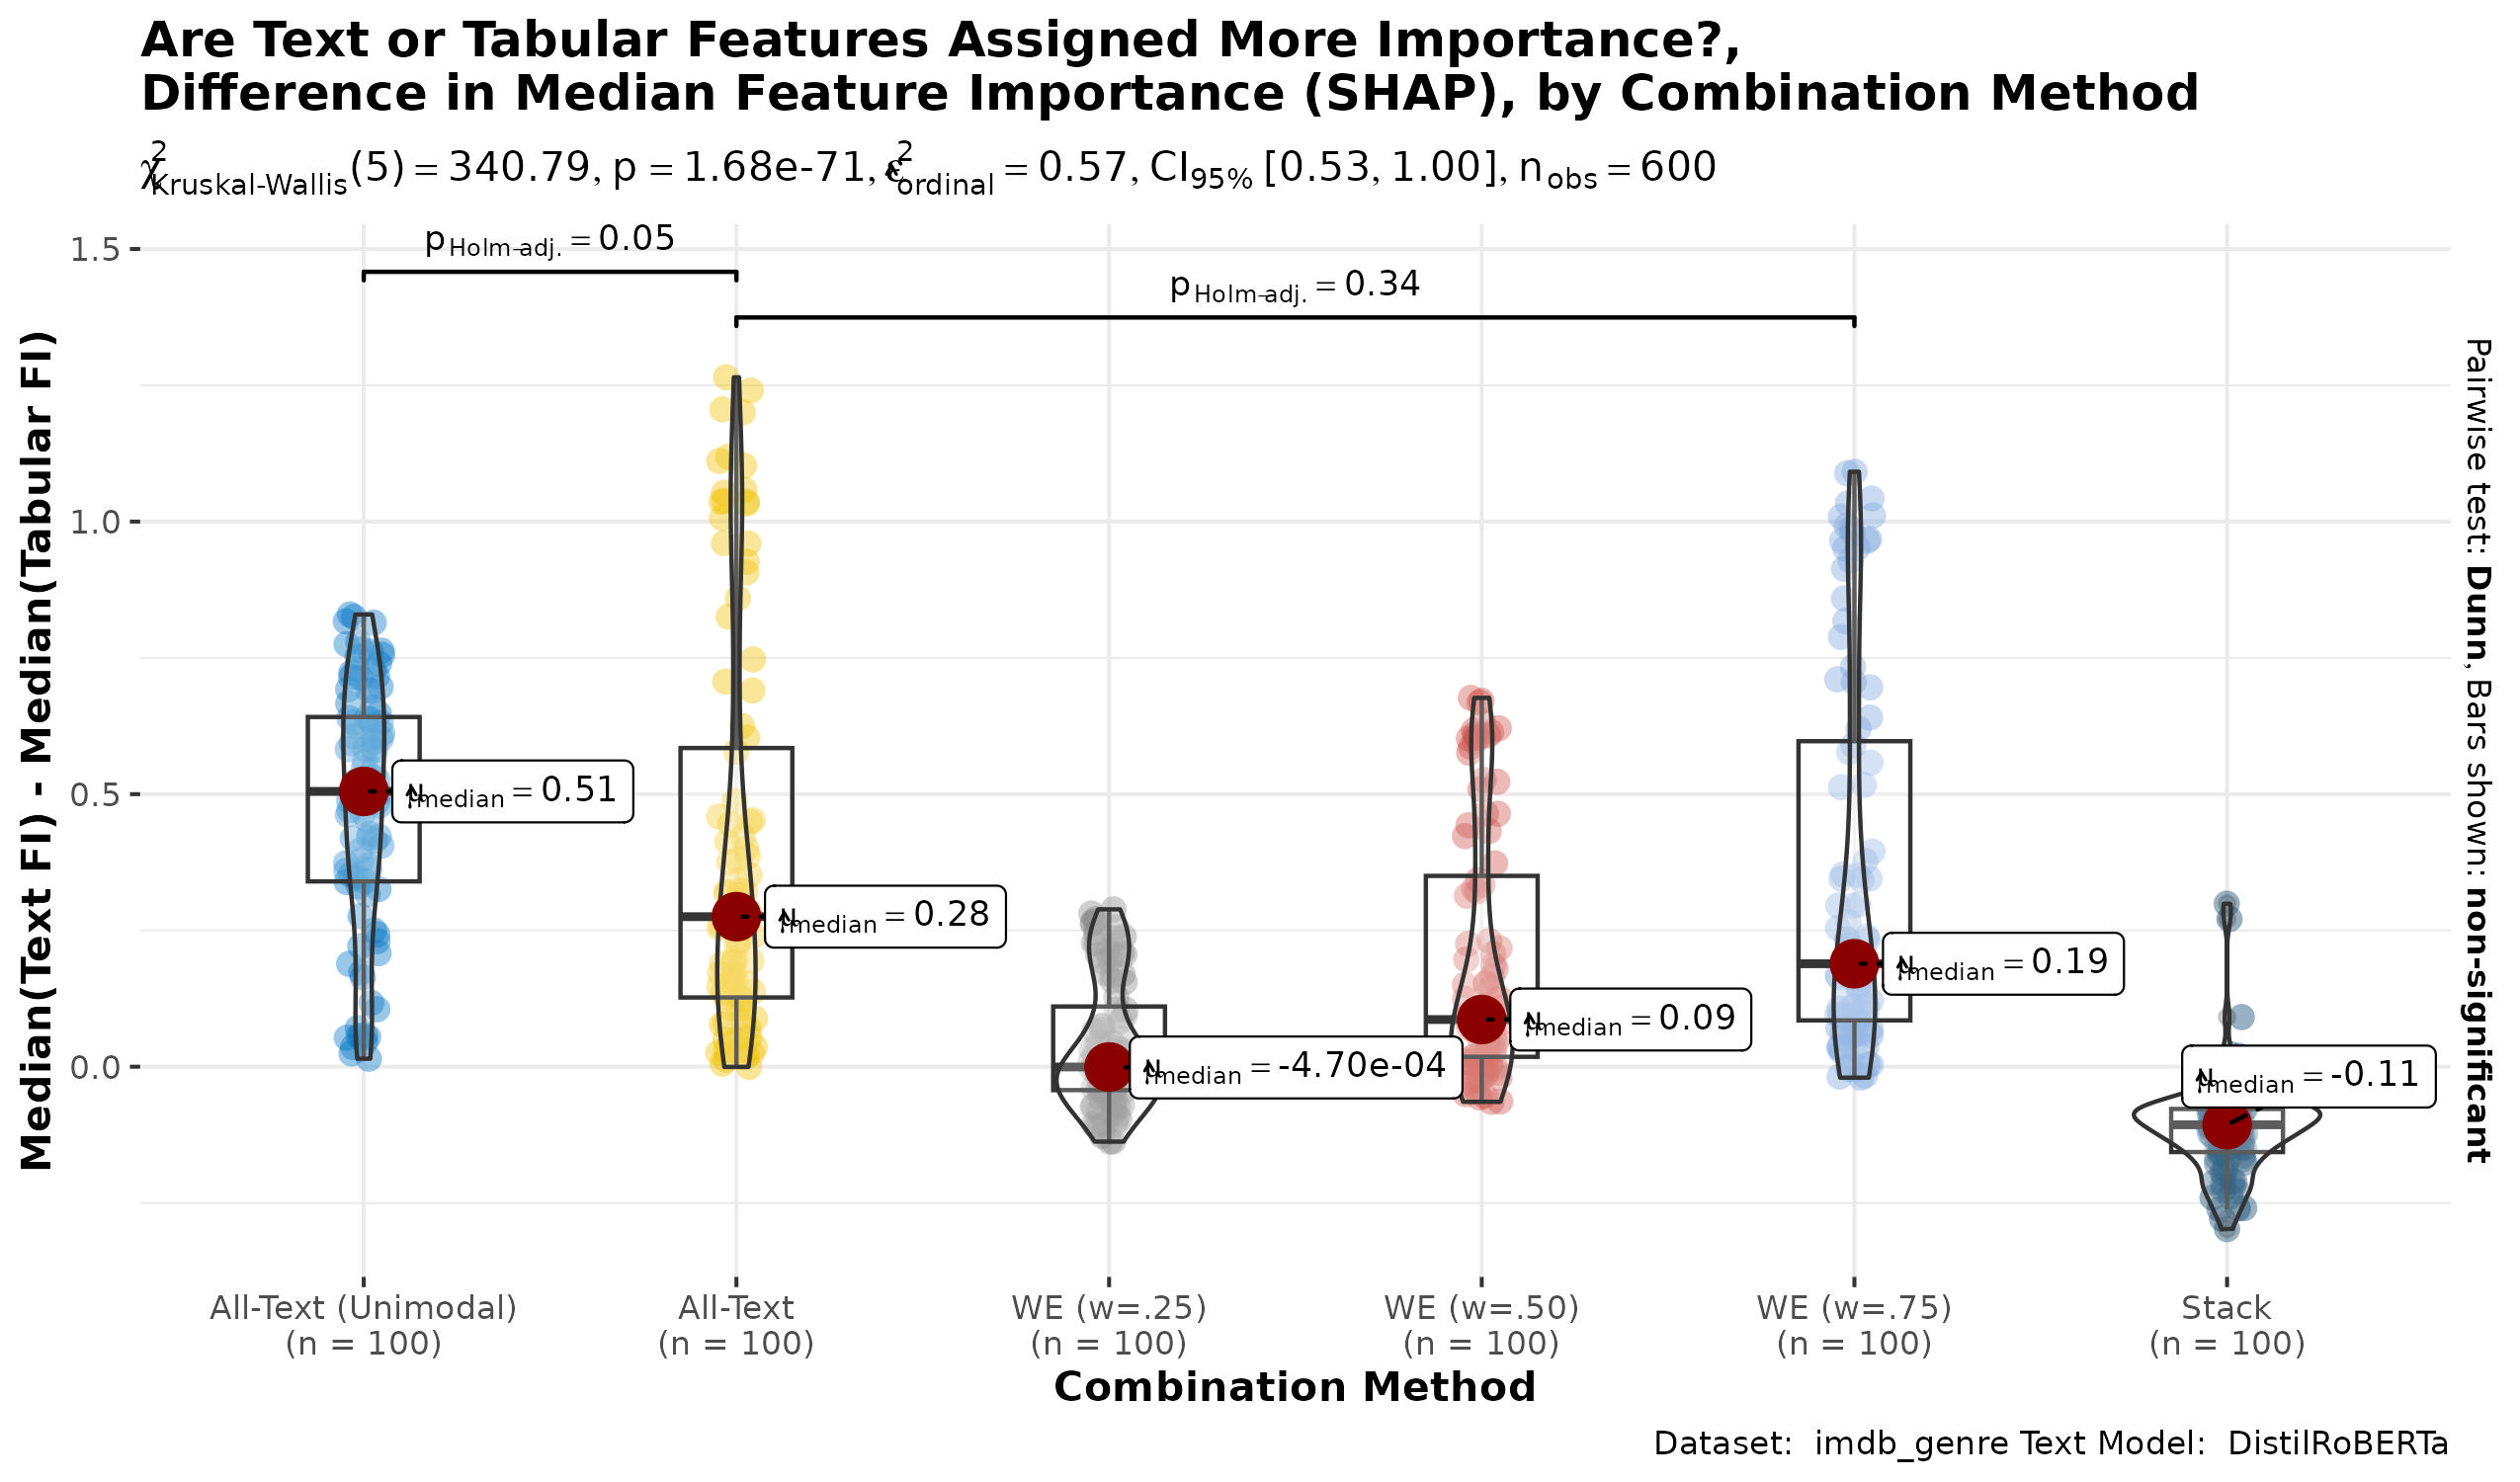 Are Text or Tabular Features Assigned More Importance?,
Difference in Median Feature Importance (SHAP), by Combination Method
χ²Kruskal-Wallis(5) = 340.79, p = 1.68e-71, ε̂²ordinal = 0.57, CI95% [0.53, 1.00], nobs = 600
pHolm-adj. = 0.05
pHolm-adj. = 0.34
1.5
1.0
0.5
0.0
Median(Text FI) - Median(Tabular FI)
μ̂median = 0.51
μ̂median = 0.28
μ̂median = -4.70e-04
μ̂median = 0.09
μ̂median = 0.19
μ̂median = -0.11
Pairwise test: Dunn, Bars shown: non-significant
All-Text (Unimodal)
(n = 100)
All-Text
(n = 100)
WE (w=.25)
(n = 100)
WE (w=.50)
(n = 100)
WE (w=.75)
(n = 100)
Stack
(n = 100)
Combination Method
Dataset:  imdb_genre Text Model:  DistilRoBERTa